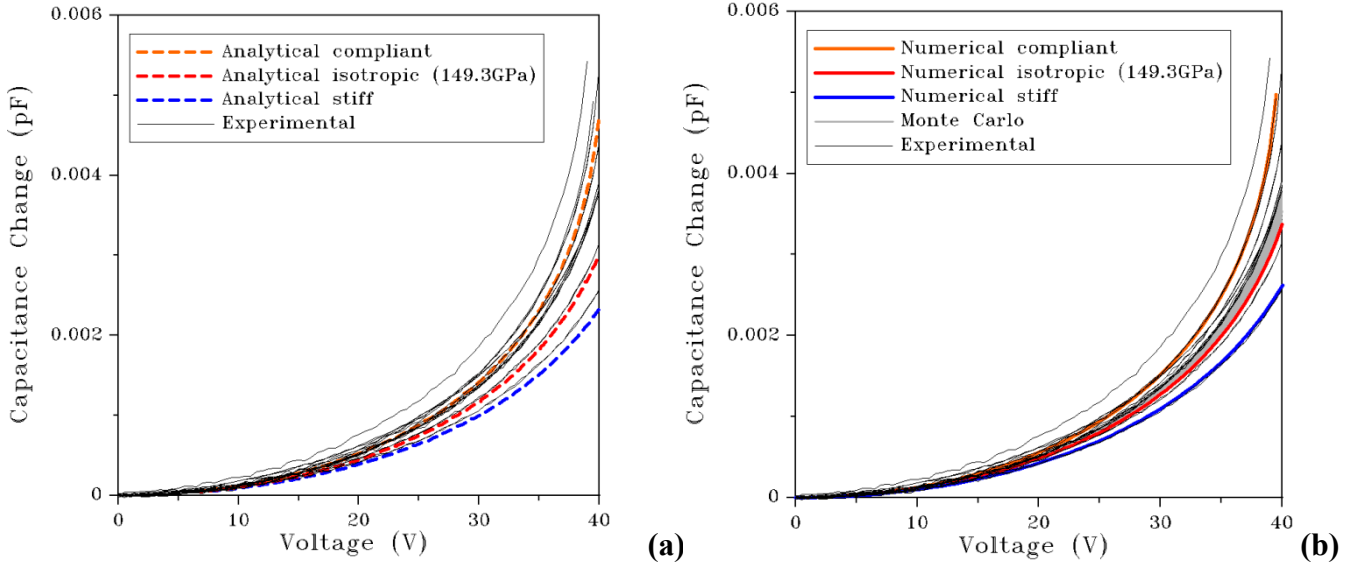 0.006
Analytical compliant
Analytical isotropic (149.3GPa)
Analytical stiff
Experimental
0.004
0.002
0
0 10 20 30 40
Capacitance Change (pF)
Voltage (V)
(a)
0.006
Numerical compliant
Numerical isotropic (149.3GPa)
Numerical stiff
Monte Carlo
Experimental
0.004
0.002
0
0 10 20 30 40
Capacitance Change (pF)
Voltage (V)
(b)